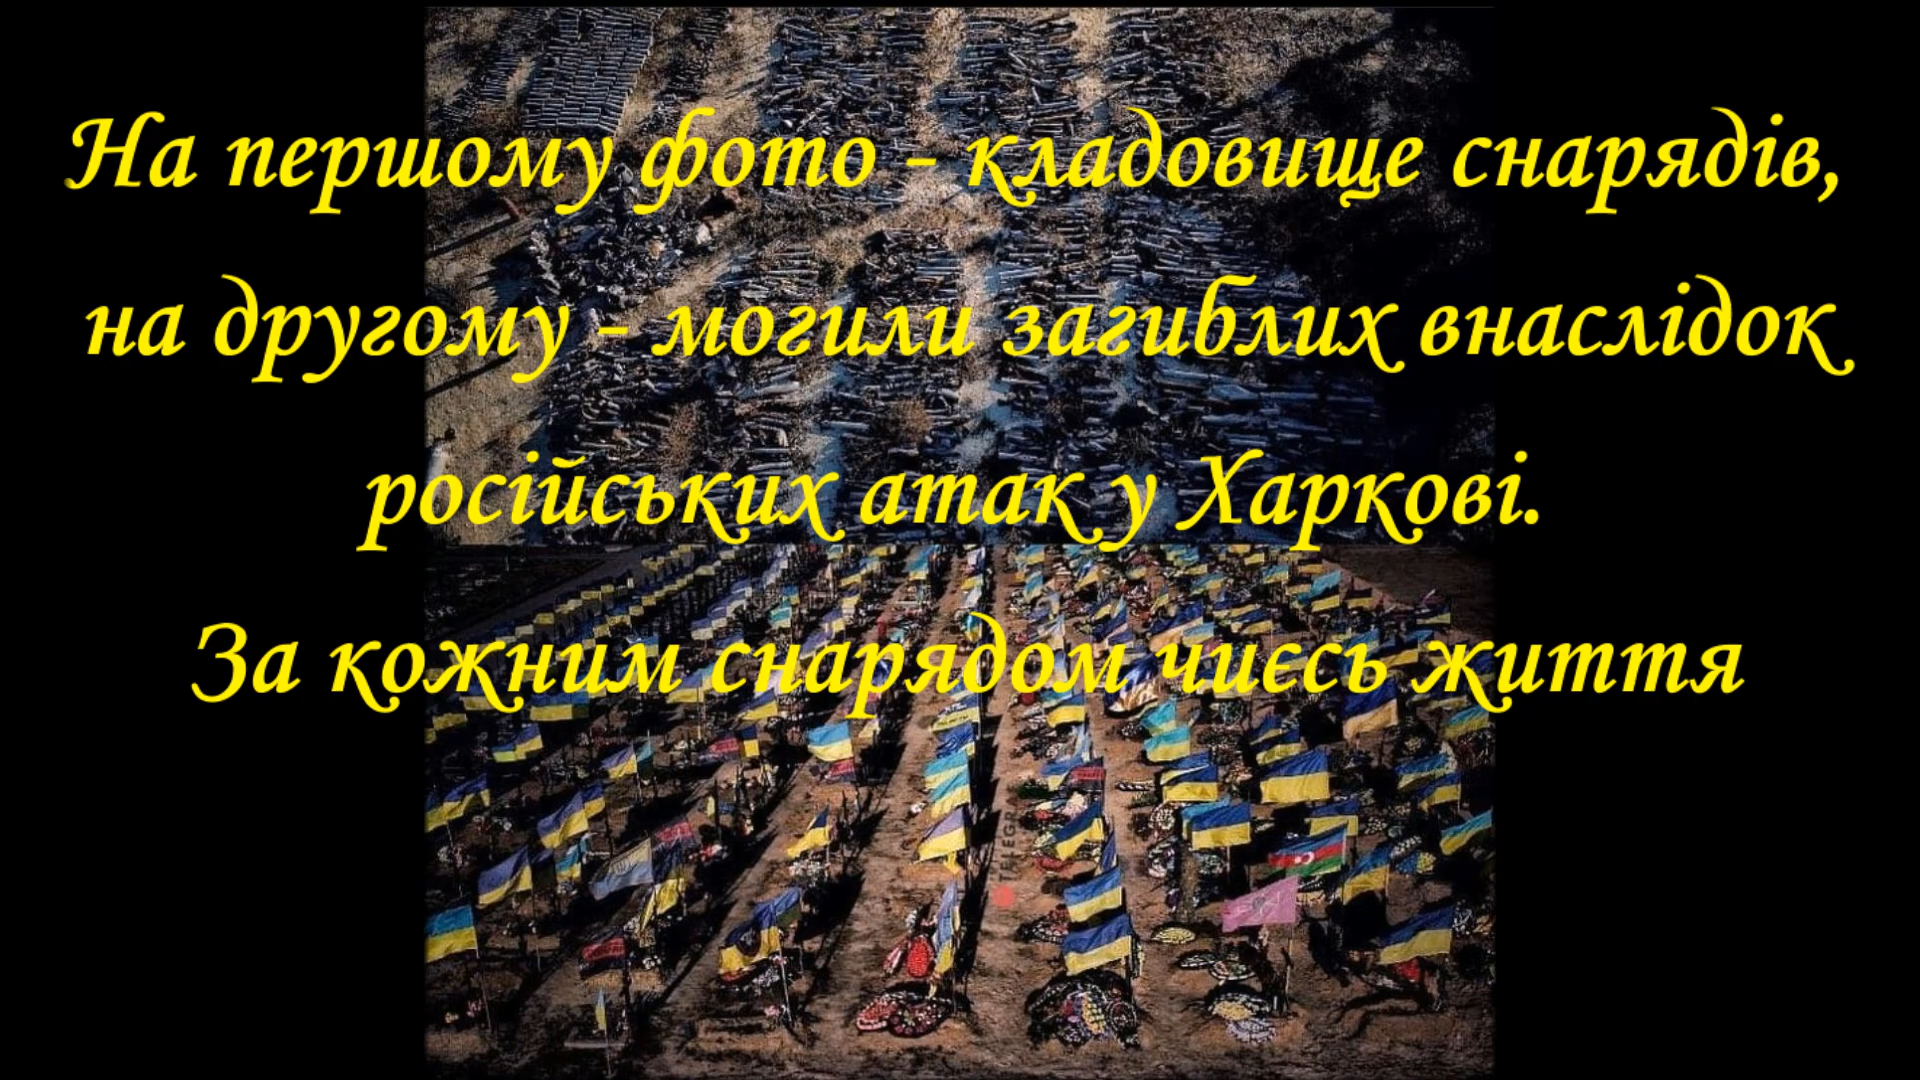 На першому фото - кладовище снарядів,
на другому - могили загиблих внаслідок
російських атак у Харкові.
За кожним снарядом чиєсь життя